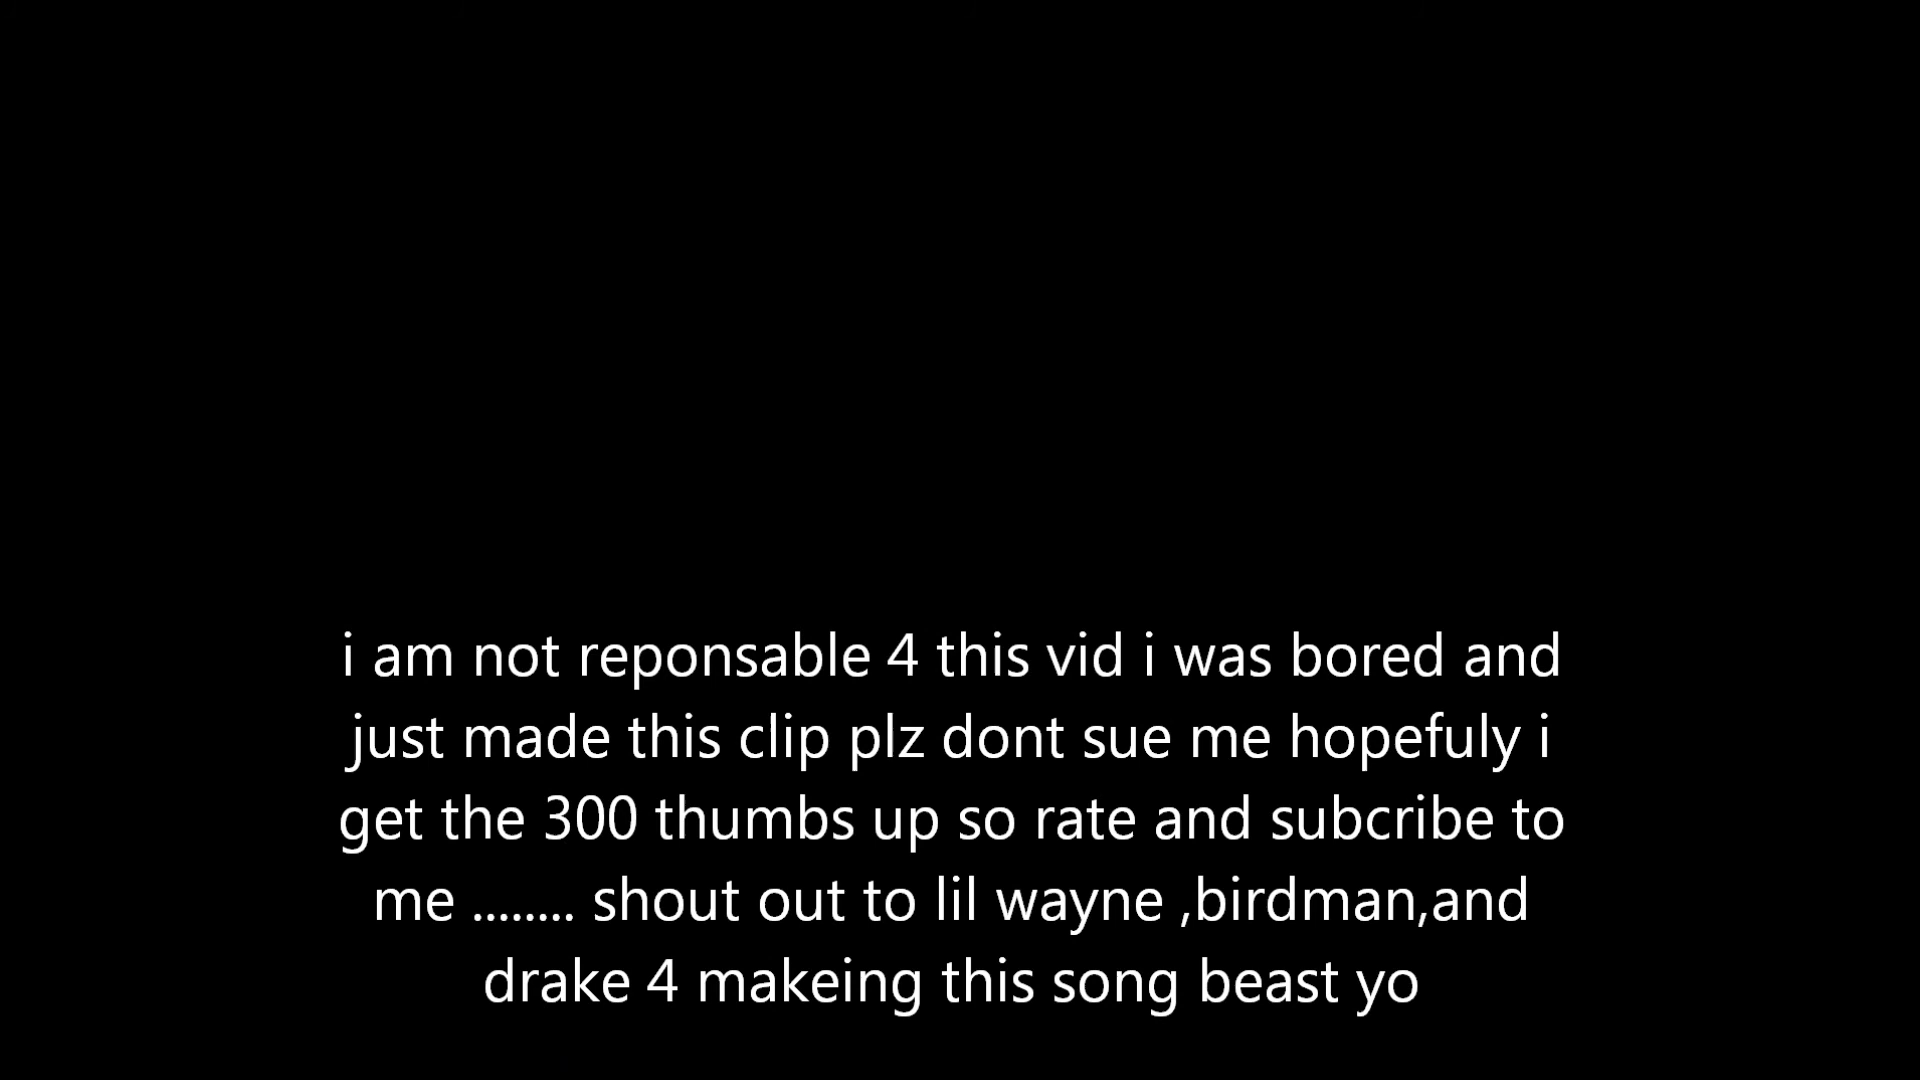 i am not reponsable 4 this vid i was bored and
just made this clip plz dont sue me hopefuly i
get the 300 thumbs up so rate and subcribe to
me ........ shout out to lil wayne ,birdman,and
drake 4 makeing this song beast yo